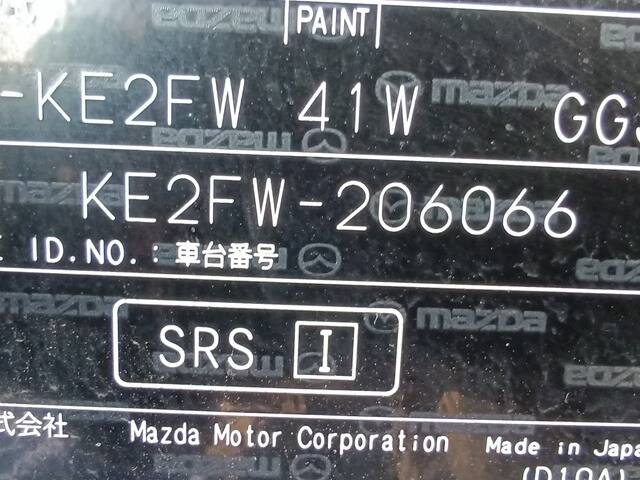 PAINT
-KE2FW 41W GG
KE2FW-206066
ID.NO.: 車台番号
SRS I
式会社 Mazda Motor Corporation Made in Japa
(D10A)